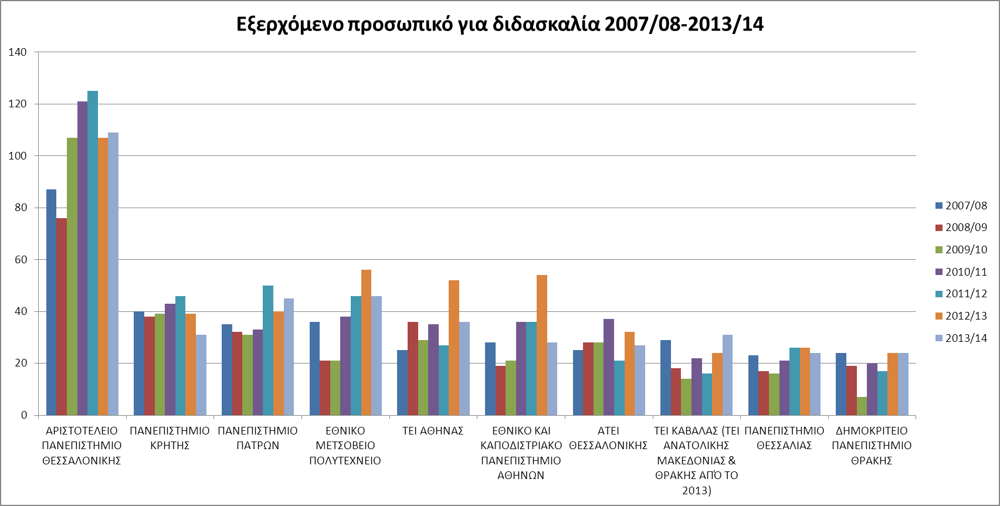 Εξερχόμενο προσωπικό για διδασκαλία 2007/08-2013/14
140
120
100
80
60
40
20
0
2007/08
2008/09
2009/10
2010/11
2011/12
2012/13
2013/14
ΑΡΙΣΤΟΤΕΛΕΙΟ
ΠΑΝΕΠΙΣΤΗΜΙΟ
ΘΕΣΣΑΛΟΝΙΚΗΣ
ΠΑΝΕΠΙΣΤΗΜΙΟ
ΚΡΗΤΗΣ
ΠΑΝΕΠΙΣΤΗΜΙΟ
ΠΑΤΡΩΝ
ΕΘΝΙΚΟ
ΜΕΤΣΟΒΕΙΟ
ΠΟΛΥΤΕΧΝΕΙΟ
ΤΕΙ ΑΘΗΝΑΣ
ΕΘΝΙΚΟ ΚΑΙ
ΚΑΠΟΔΙΣΤΡΙΑΚΟ
ΠΑΝΕΠΙΣΤΗΜΙΟ
ΑΘΗΝΩΝ
ΑΤΕΙ
ΘΕΣΣΑΛΟΝΙΚΗΣ
ΤΕΙ ΚΑΒΑΛΑΣ (ΤΕΙ
ΑΝΑΤΟΛΙΚΗΣ
ΜΑΚΕΔΟΝΙΑΣ &
ΘΡΑΚΗΣ ΑΠΌ ΤΟ
2013)
ΠΑΝΕΠΙΣΤΗΜΙΟ
ΘΕΣΣΑΛΙΑΣ
ΔΗΜΟΚΡΙΤΕΙΟ
ΠΑΝΕΠΙΣΤΗΜΙΟ
ΘΡΑΚΗΣ